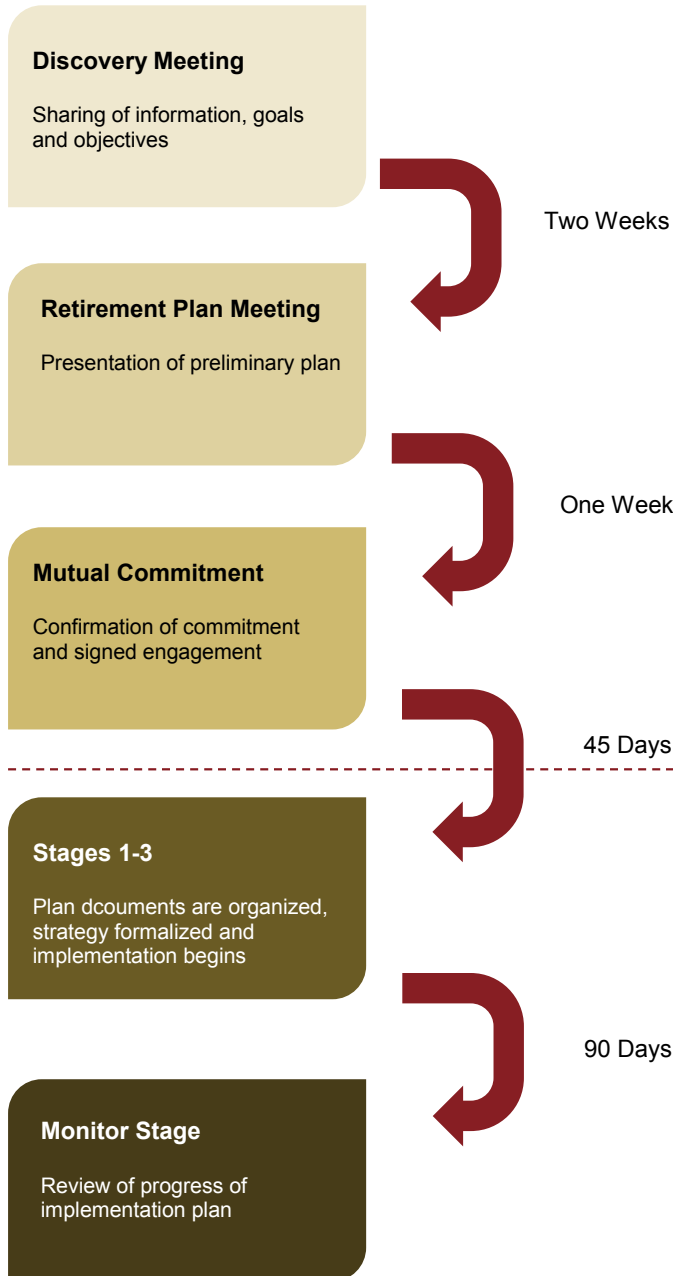 Discovery Meeting
Sharing of information, goals
and objectives
Two Weeks
Retirement Plan Meeting
Presentation of preliminary plan
One Week
Mutual Commitment
Confirmation of commitment
and signed engagement
45 Days
Stages 1-3
Plan dcouments are organized,
strategy formalized and
implementation begins
90 Days
Monitor Stage
Review of progress of
implementation plan